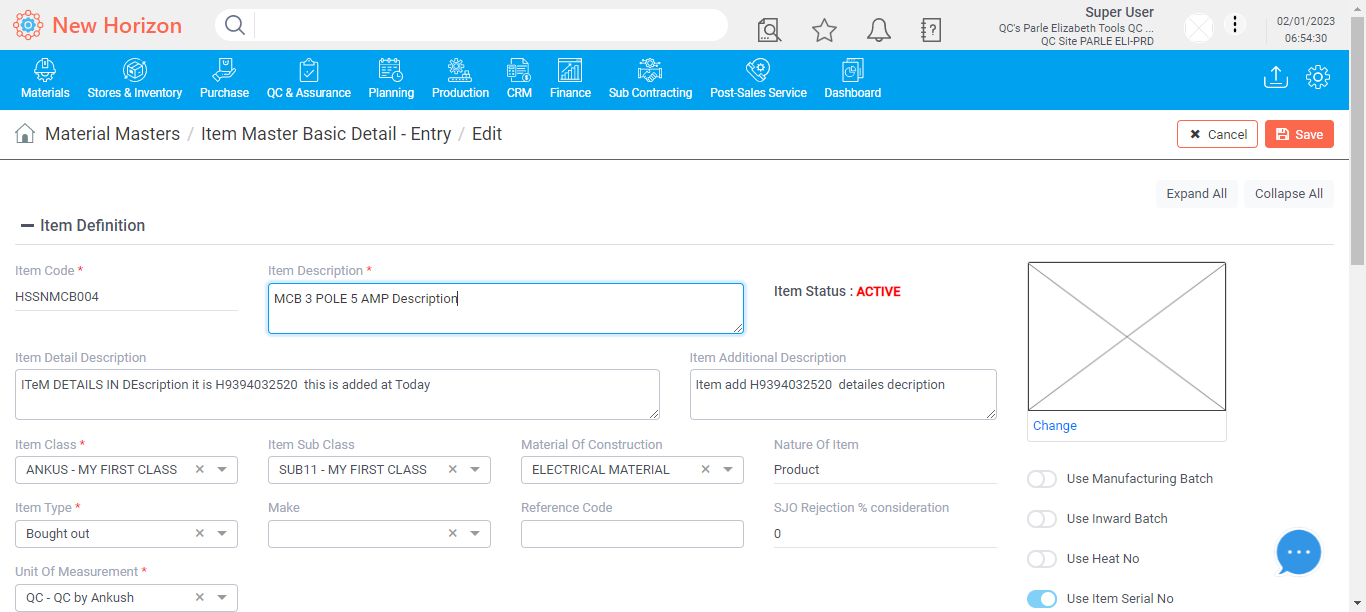 New Horizon
Super User
QC's Parle Elizabeth Tools QC ...
QC Site PARLE ELI-PRD
02/01/2023
06:54:30
Materials
Stores & Inventory
Purchase
QC & Assurance
Planning
Production
CRM
Finance
Sub Contracting
Post-Sales Service
Dashboard
Material Masters / Item Master Basic Detail - Entry / Edit
Cancel
Save
Expand All
Collapse All
Item Definition
Item Code *
HSSNMCB004
Item Description *
MCB 3 POLE 5 AMP Description
Item Status : ACTIVE
Item Detail Description
ITeM DETAILS IN DEscription it is H9394032520 this is added at Today
Item Additional Description
Item add H9394032520 detailes decription
Change
Item Class *
ANKUS - MY FIRST CLASS
Item Sub Class
SUB11 - MY FIRST CLASS
Material Of Construction
ELECTRICAL MATERIAL
Nature Of Item
Product
Item Type *
Bought out
Make
Reference Code
SJO Rejection % consideration
0
Unit Of Measurement *
QC - QC by Ankush
Use Manufacturing Batch
Use Inward Batch
Use Heat No
Use Item Serial No